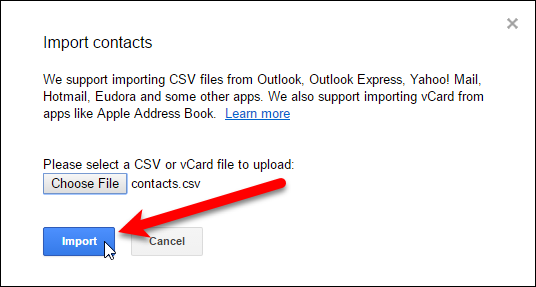 Import contacts
We support importing CSV files from Outlook, Outlook Express, Yahoo! Mail,
Hotmail, Eudora and some other apps. We also support importing vCard from
apps like Apple Address Book. Learn more
Please select a CSV or vCard file to upload:
Choose File contacts.csv
Import Cancel